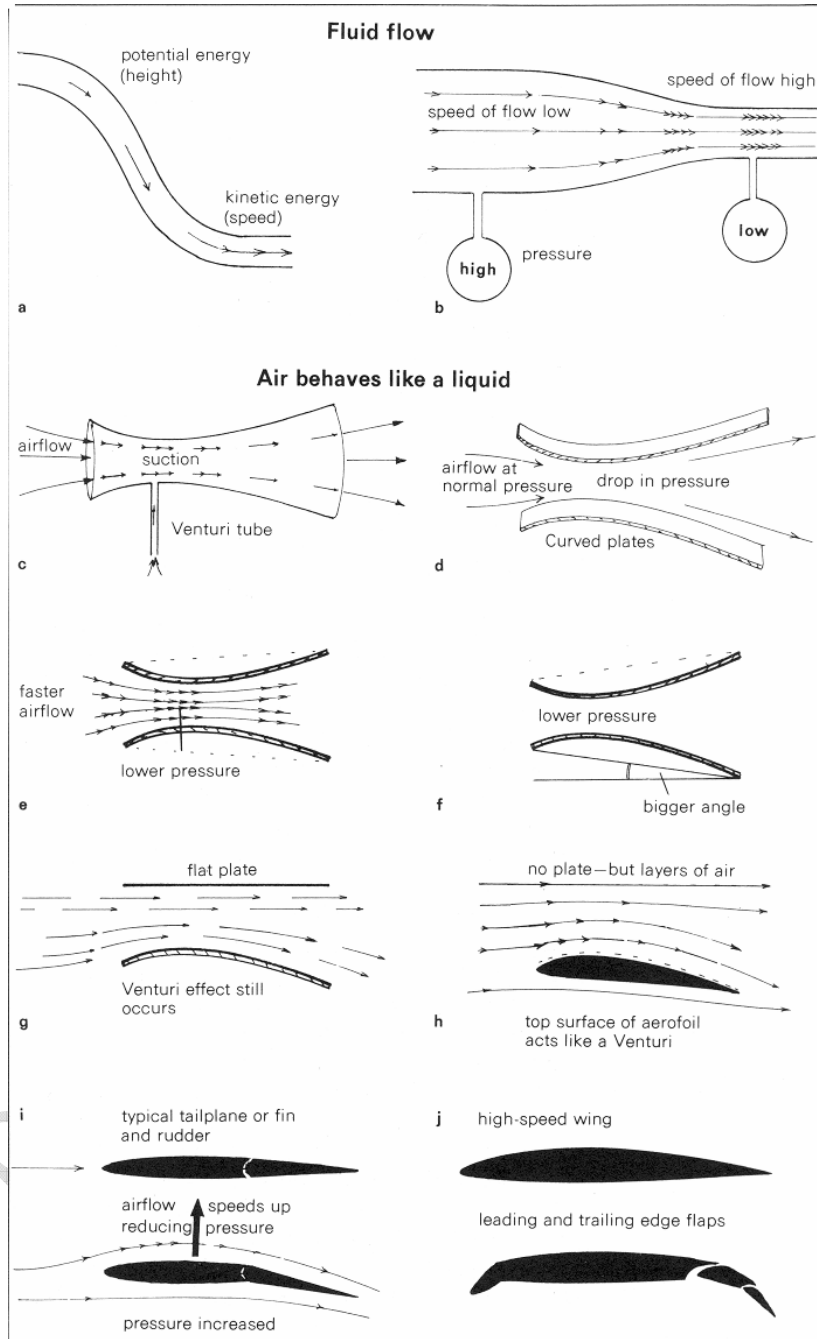 Fluid flow
potential energy
(height)
kinetic energy
(speed)
a
speed of flow high
speed of flow low
low
high
pressure
b
Air behaves like a liquid
airflow
suction
Venturi tube
c
airflow at
normal pressure
drop in pressure
Curved plates
d
faster
airflow
lower pressure
e
lower pressure
bigger angle
f
flat plate
Venturi effect still
occurs
g
no plate—but layers of air
h
top surface of aerofoil
acts like a Venturi
i
typical tailplane or fin
and rudder
airflow speeds up
reducing pressure
pressure increased
j
high-speed wing
leading and trailing edge flaps